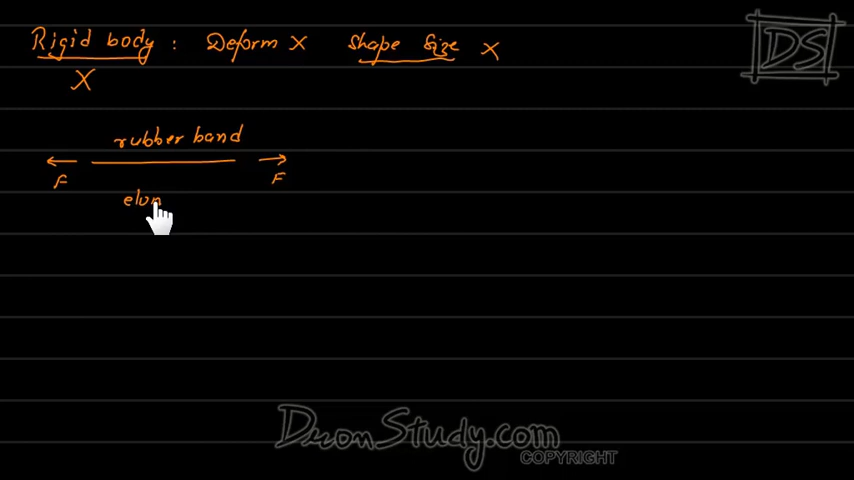 Rigid body : Deform X Shape Size X
X
DS
rubber band
F F
elon
DronStudy.com
COPYRIGHT